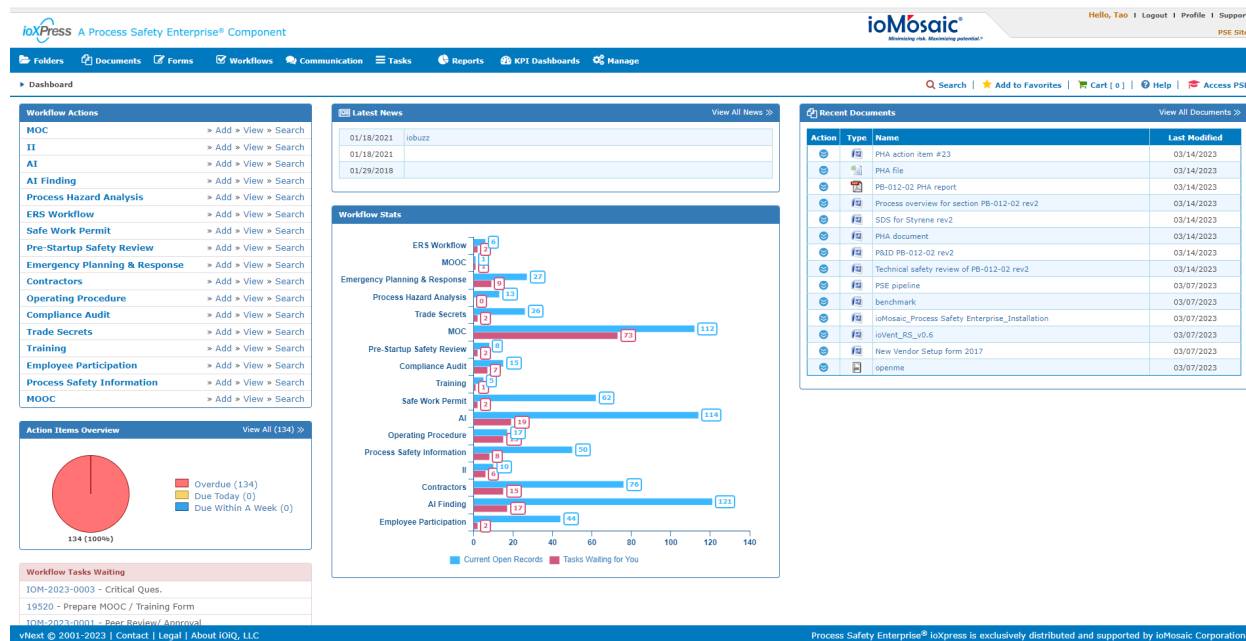 ioXPress A Process Safety Enterprise® Component
ioMosaic®
Minimizing risk. Maximizing potential.®
Hello, Tao | Logout | Profile | Suppor
PSE Site
Folders Documents Forms Workflows Communication Tasks Reports KPI Dashboards Manage
Dashboard
Search | Add to Favorites | Cart [ 0 ] | Help | Access PSE
Workflow Actions
MOC » Add » View » Search
II » Add » View » Search
AI » Add » View » Search
AI Finding » Add » View » Search
Process Hazard Analysis » Add » View » Search
ERS Workflow » Add » View » Search
Safe Work Permit » Add » View » Search
Pre-Startup Safety Review » Add » View » Search
Emergency Planning & Response » Add » View » Search
Contractors » Add » View » Search
Operating Procedure » Add » View » Search
Compliance Audit » Add » View » Search
Trade Secrets » Add » View » Search
Training » Add » View » Search
Employee Participation » Add » View » Search
Process Safety Information » Add » View » Search
MOOC » Add » View » Search
Action Items Overview View All (134) »
Overdue (134)
Due Today (0)
Due Within A Week (0)
134 (100%)
Workflow Tasks Waiting
IOM-2023-0003 - Critical Ques.
19520 - Prepare MOOC / Training Form
IOM-2023-0001 - Peer Review/ Approval
Latest News View All News »
01/18/2021 iobuzz
01/18/2021
01/29/2018
Workflow Stats
ERS Workflow 6 2
MOOC 1 1
Emergency Planning & Response 27 9
Process Hazard Analysis 13 0
Trade Secrets 26 2
MOC 112 73
Pre-Startup Safety Review 8 2
Compliance Audit 15 7
Training 5 1
Safe Work Permit 62 2
AI 114 19
Operating Procedure 17
Process Safety Information 50 8
II 10 6
Contractors 76 15
AI Finding 121 17
Employee Participation 44 2
0 20 40 60 80 100 120 140
Current Open Records Tasks Waiting for You
Recent Documents View All Documents »
Action Type Name Last Modified
PHA action item #23 03/14/2023
PHA file 03/14/2023
PB-012-02 PHA report 03/14/2023
Process overview for section PB-012-02 rev2 03/14/2023
SDS for Styrene rev2 03/14/2023
PHA document 03/14/2023
P&ID PB-012-02 rev2 03/14/2023
Technical safety review of PB-012-02 rev2 03/14/2023
PSE pipeline 03/07/2023
benchmark 03/07/2023
ioMosaic_Process Safety Enterprise_Installation 03/07/2023
ioVent_RS_v0.6 03/07/2023
New Vendor Setup form 2017 03/07/2023
openme 03/07/2023
vNext © 2001-2023 | Contact | Legal | About iOiQ, LLC
Process Safety Enterprise® ioXpress is exclusively distributed and supported by ioMosaic Corporation